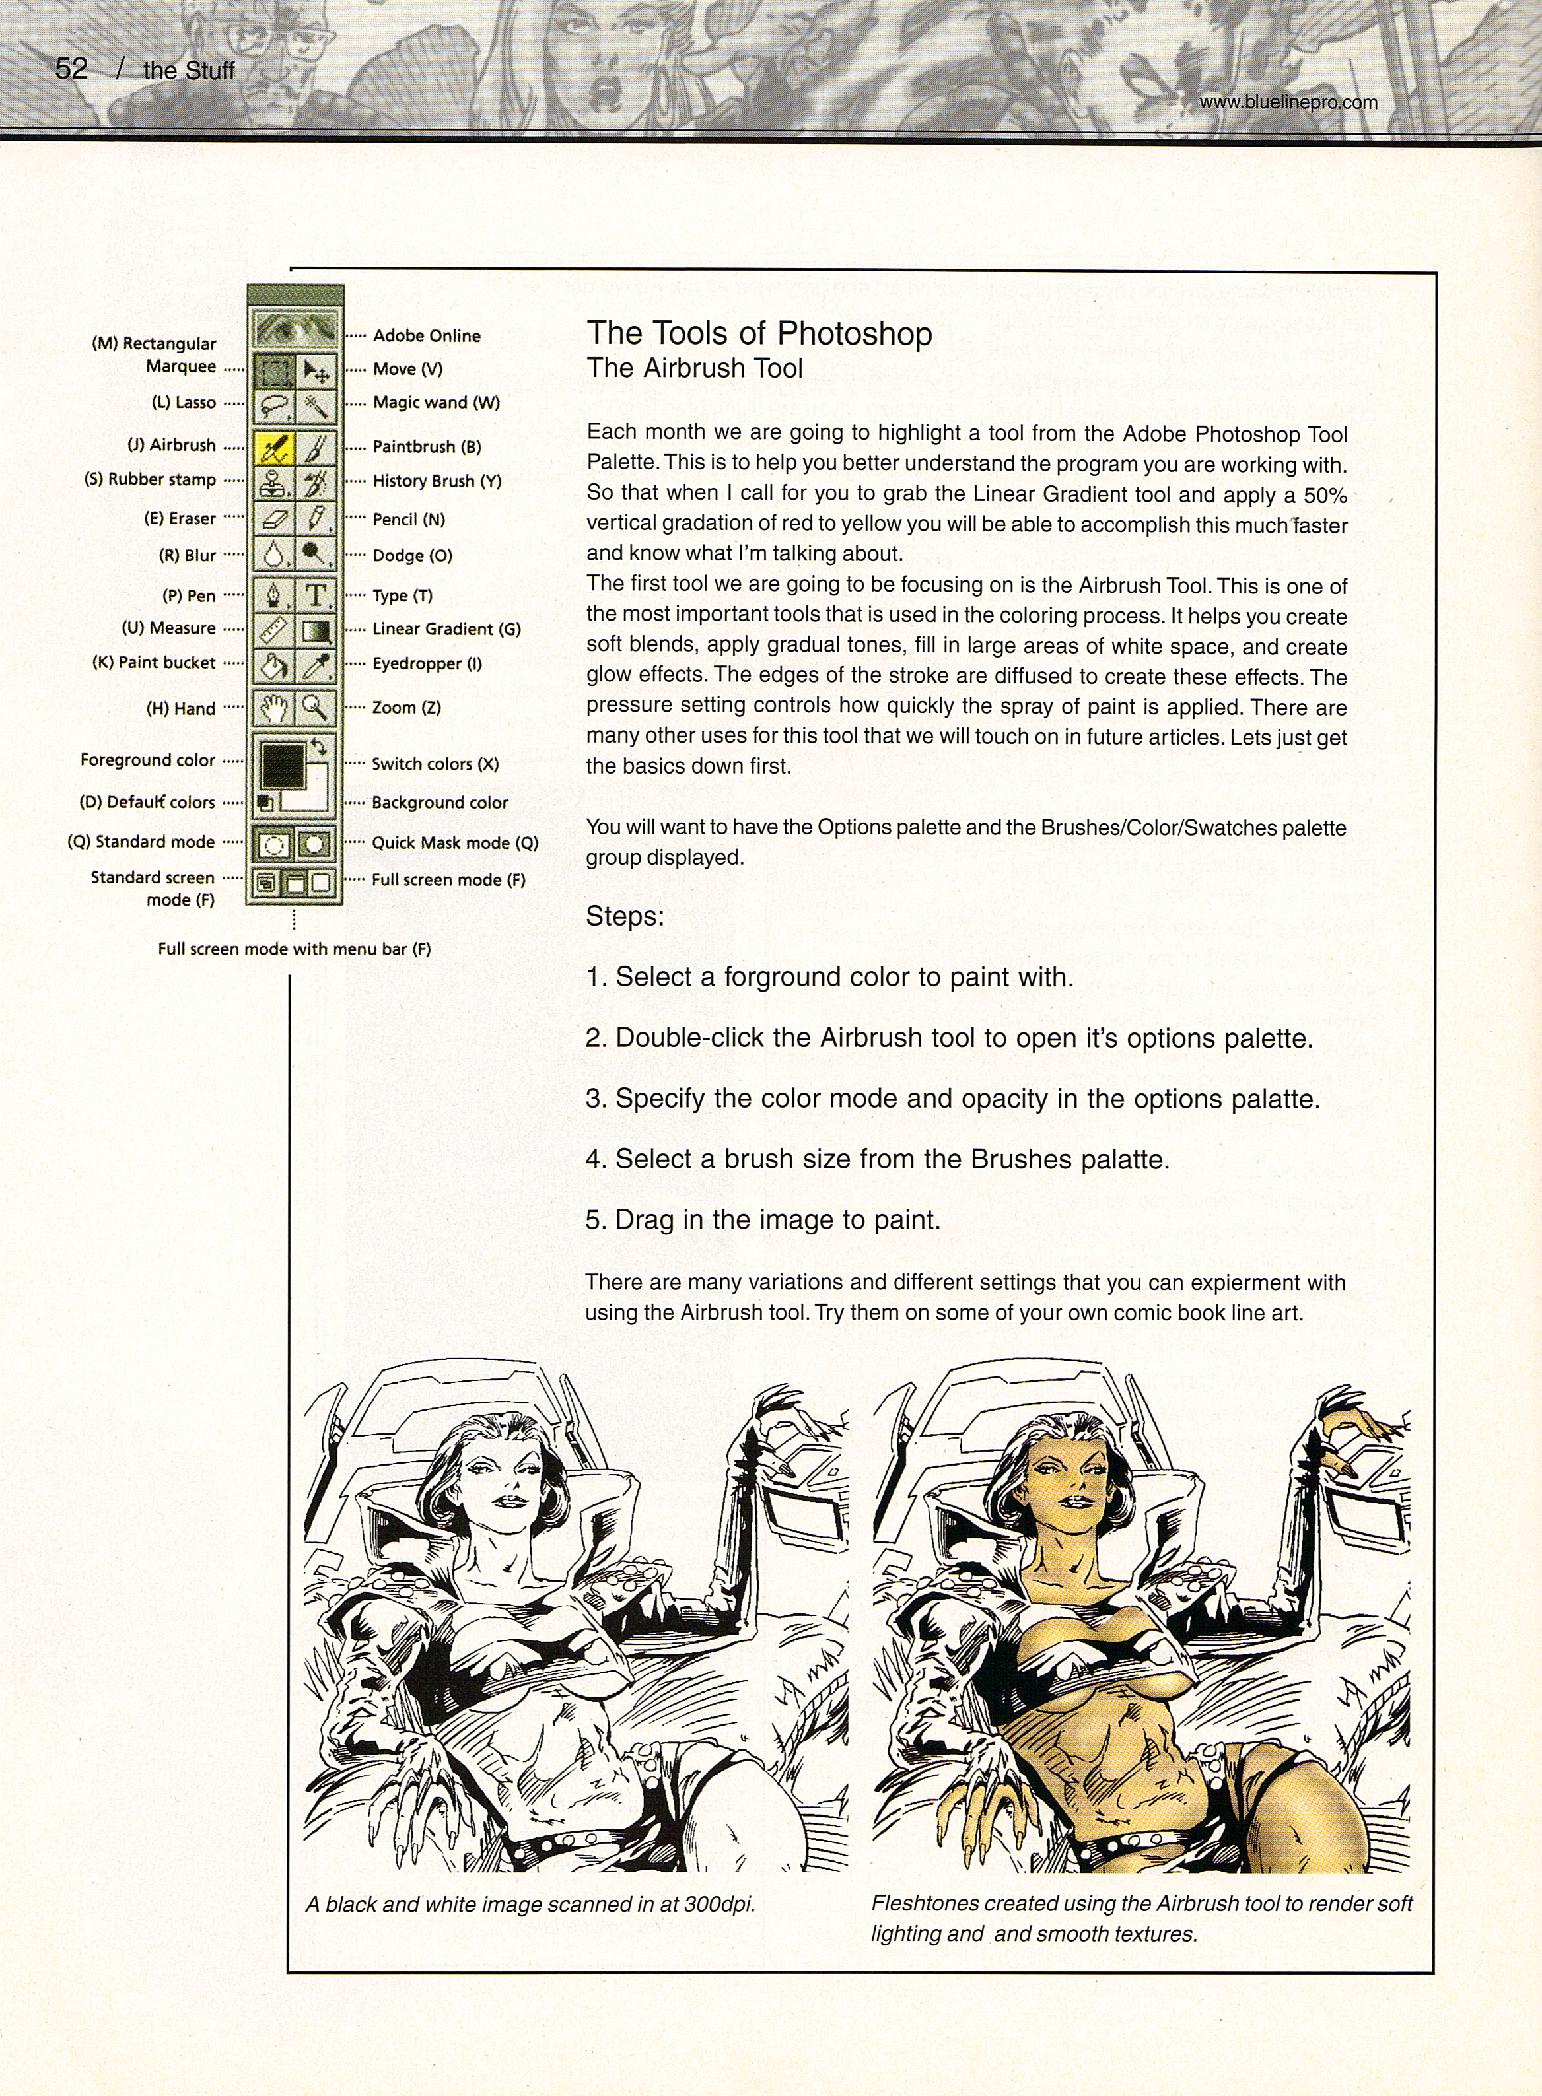 52 / the Stuff
www.bluelinepro.com
(M) Rectangular
Marquee
(L) Lasso
(J) Airbrush
(S) Rubber stamp
(E) Eraser
(R) Blur
(P) Pen
(U) Measure
(K) Paint bucket
(H) Hand
Foreground color
(D) Default colors
(Q) Standard mode
Standard screen
mode (F)
Adobe Online
Move (V)
Magic wand (W)
Paintbrush (B)
History Brush (Y)
Pencil (N)
Dodge (O)
Type (T)
Linear Gradient (G)
Eyedropper (I)
Zoom (Z)
Switch colors (X)
Background color
Quick Mask mode (Q)
Full screen mode (F)
Full screen mode with menu bar (F)
The Tools of Photoshop
The Airbrush Tool
Each month we are going to highlight a tool from the Adobe Photoshop Tool
Palette. This is to help you better understand the program you are working with.
So that when I call for you to grab the Linear Gradient tool and apply a 50%
vertical gradation of red to yellow you will be able to accomplish this much faster
and know what I'm talking about.
The first tool we are going to be focusing on is the Airbrush Tool. This is one of
the most important tools that is used in the coloring process. It helps you create
soft blends, apply gradual tones, fill in large areas of white space, and create
glow effects. The edges of the stroke are diffused to create these effects. The
pressure setting controls how quickly the spray of paint is applied. There are
many other uses for this tool that we will touch on in future articles. Lets just get
the basics down first.
You will want to have the Options palette and the Brushes/Color/Swatches palette
group displayed.
Steps:
1. Select a forground color to paint with.
2. Double-click the Airbrush tool to open it's options palette.
3. Specify the color mode and opacity in the options palatte.
4. Select a brush size from the Brushes palatte.
5. Drag in the image to paint.
There are many variations and different settings that you can expierment with
using the Airbrush tool. Try them on some of your own comic book line art.
A black and white image scanned in at 300dpi.
Fleshtones created using the Airbrush tool to render soft
lighting and and smooth textures.